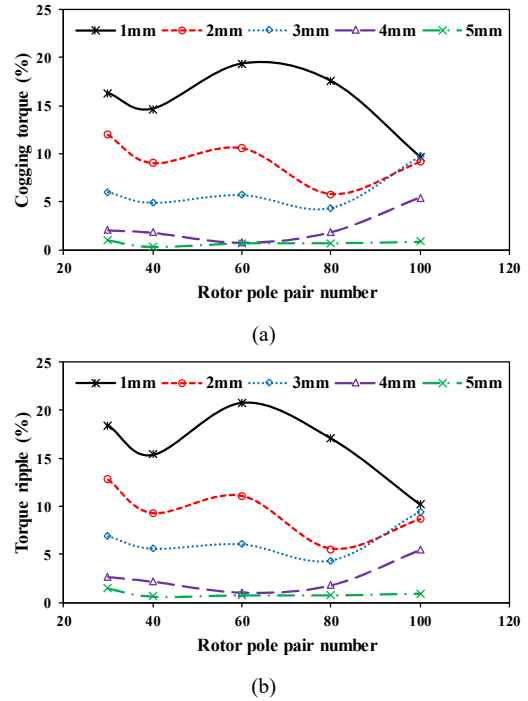 25
1mm 2mm 3mm 4mm 5mm
20
15
10
5
0
Cogging torque (%)
20 40 60 80 100 120
Rotor pole pair number
(a)
25
1mm 2mm 3mm 4mm 5mm
20
15
10
5
0
Torque ripple (%)
20 40 60 80 100 120
Rotor pole pair number
(b)